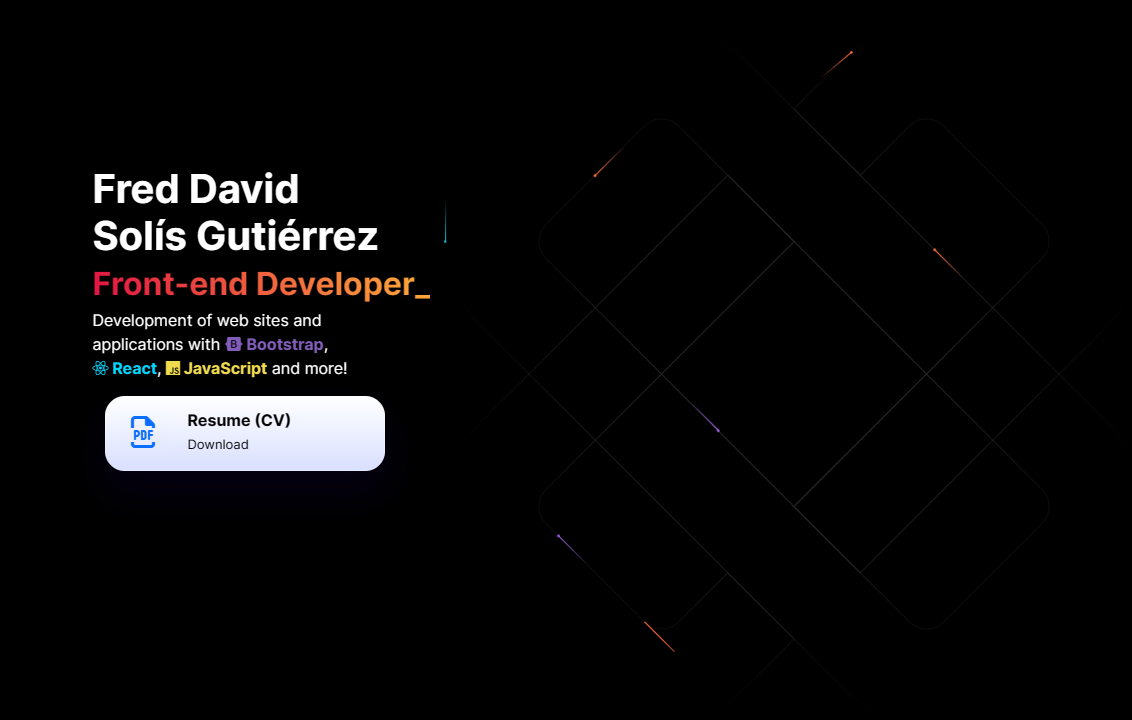 Fred David
Solís Gutiérrez
Front-end Developer_
Development of web sites and
applications with B Bootstrap,
React, JS JavaScript and more!
PDF
Resume (CV)
Download